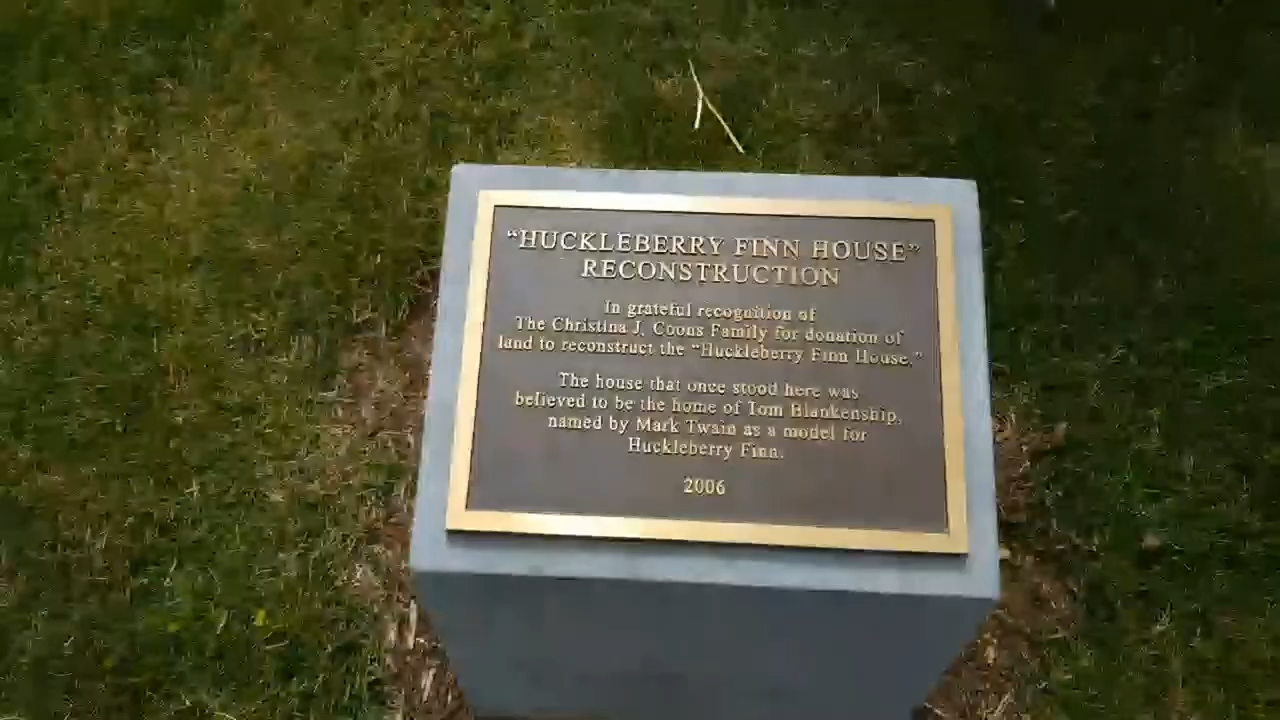 “HUCKLEBERRY FINN HOUSE”
RECONSTRUCTION
In grateful recognition of
The Christina J. Coons Family for donation of
land to reconstruct the “Huckleberry Finn House.”
The house that once stood here was
believed to be the home of Tom Blankenship,
named by Mark Twain as a model for
Huckleberry Finn.
2006